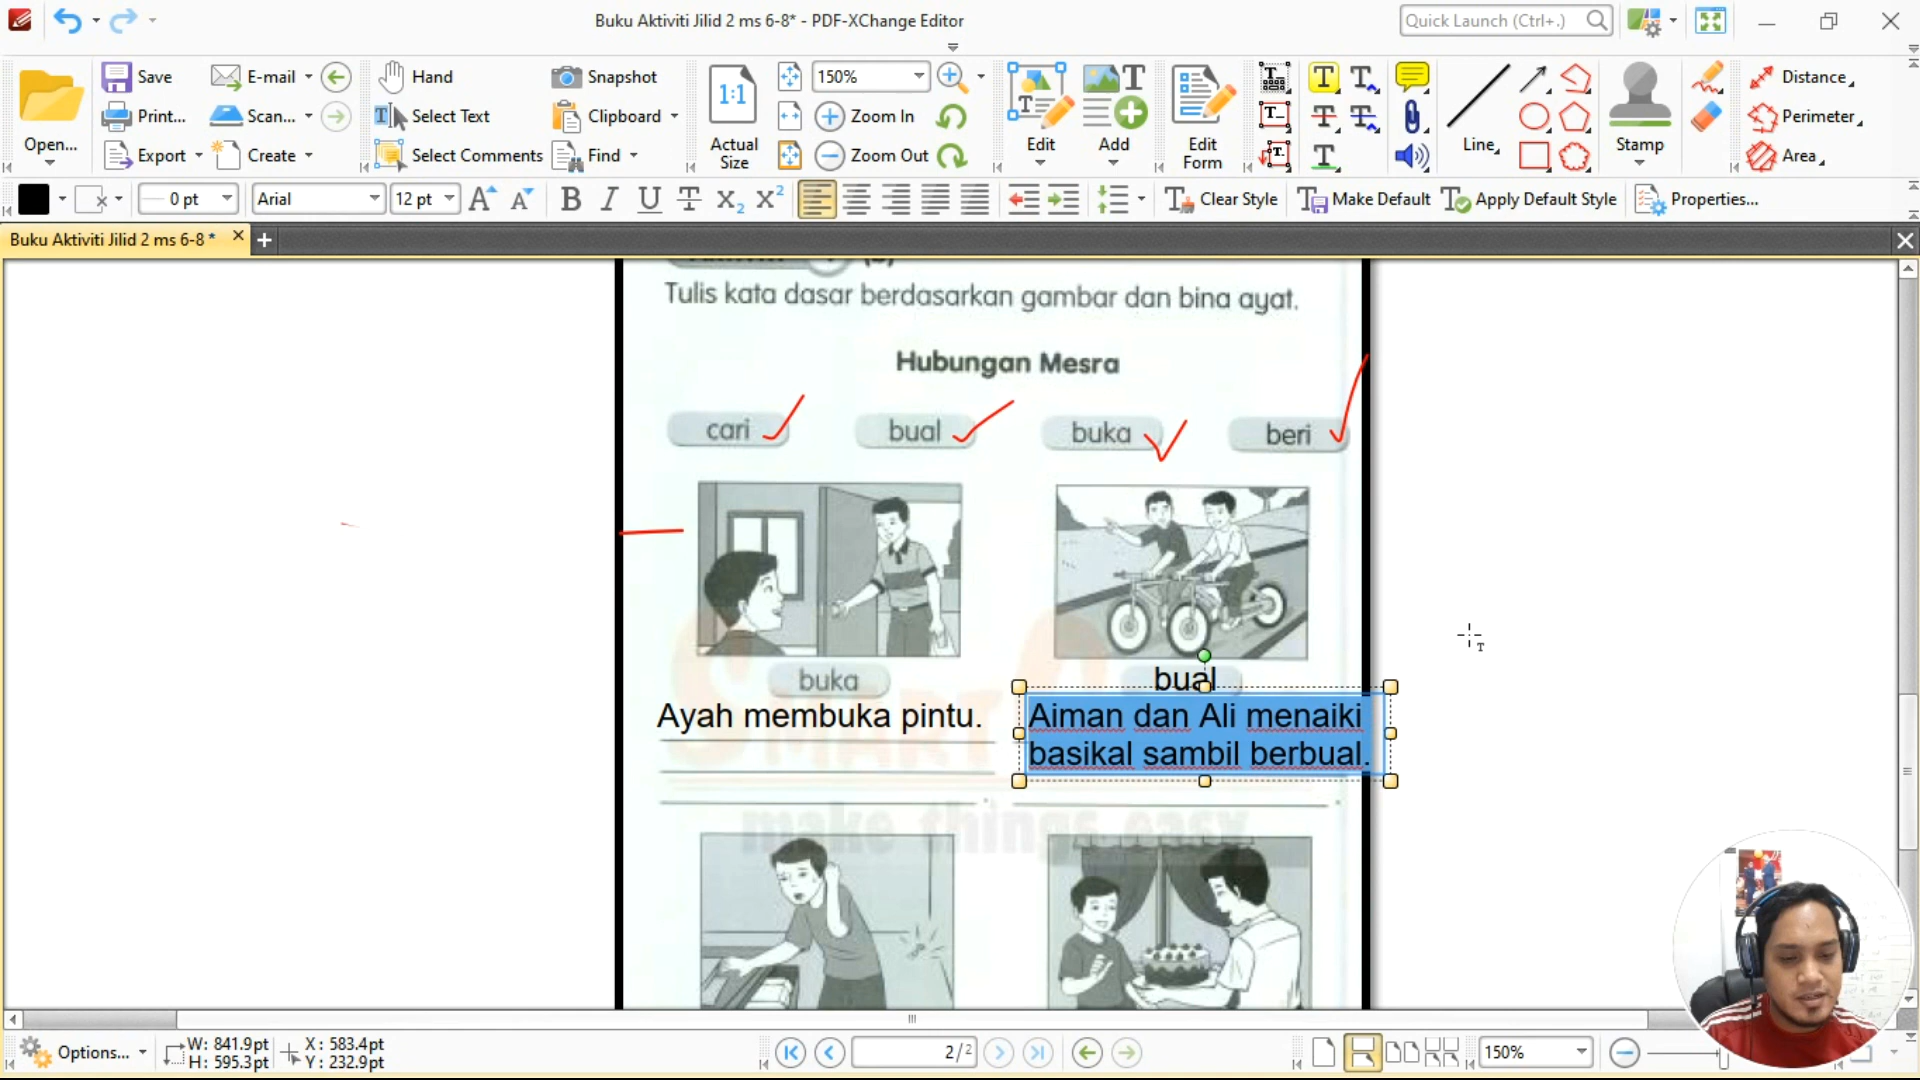 Buku Aktiviti Jilid 2 ms 6-8* - PDF-XChange Editor
Quick Launch (Ctrl+.)
Open...
Save
Print...
Export
E-mail
Scan...
Create
Hand
Select Text
Select Comments
Snapshot
Clipboard
Find
1:1
Actual Size
150%
Zoom In
Zoom Out
Edit
Add
Edit Form
Line
Stamp
Distance
Perimeter
Area
0 pt
Arial
12 pt
Clear Style
Make Default
Apply Default Style
Properties...
Buku Aktiviti Jilid 2 ms 6-8 *
Tulis kata dasar berdasarkan gambar dan bina ayat.
Hubungan Mesra
cari
bual
buka
beri
buka
bual
Ayah membuka pintu.
Aiman dan Ali menaiki
basikal sambil berbual.
make things easy
Options...
W: 841.9pt
H: 595.3pt
X: 583.4pt
Y: 232.9pt
2/2
150%